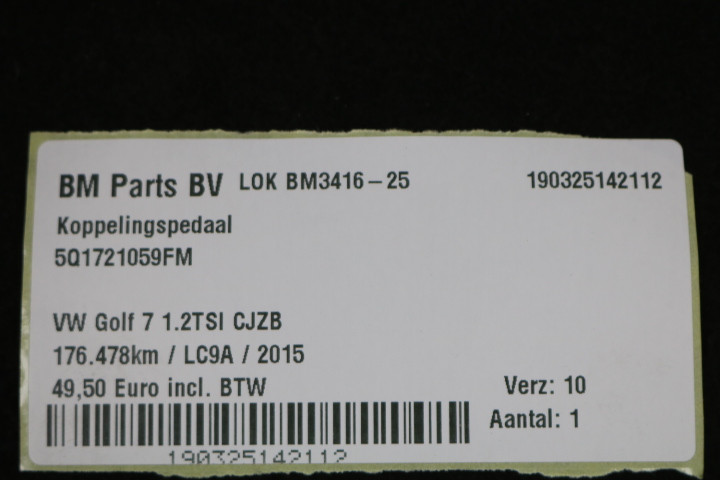 BM Parts BV LOK BM3416-25 190325142112
Koppelingspedaal
5Q1721059FM
VW Golf 7 1.2TSI CJZB
176.478km / LC9A / 2015
49,50 Euro incl. BTW Verz: 10
Aantal: 1
190325142112